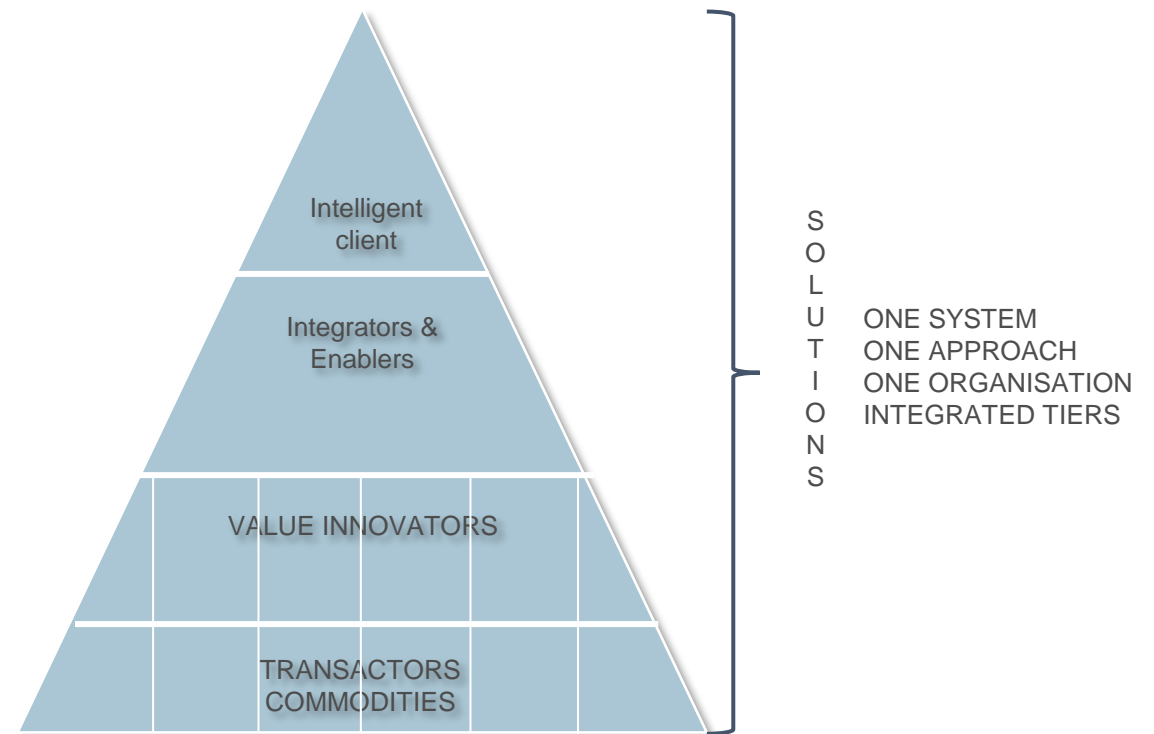 Intelligent
client
Integrators &
Enablers
VALUE INNOVATORS
TRANSACTORS
COMMODITIES
S
O
L
U
T
I
O
N
S
ONE SYSTEM
ONE APPROACH
ONE ORGANISATION
INTEGRATED TIERS